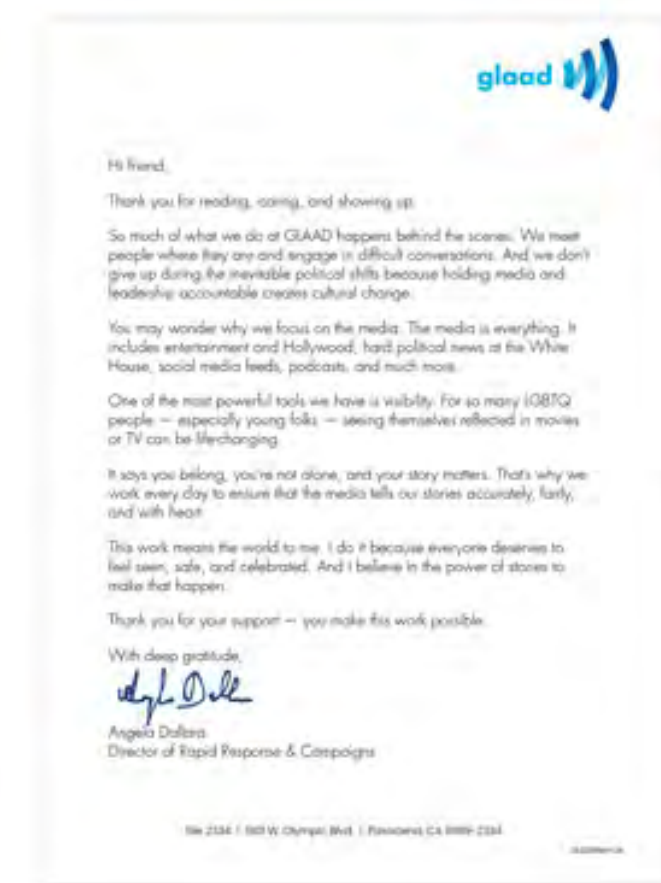 glaad
Hi friend,
Thank you for reading, caring, and showing up.
So much of what we do at GLAAD happens behind the scenes. We meet
people where they are and engage in difficult conversations. And we don't
give up during the inevitable political shifts because holding media and
leadership accountable creates cultural change.
You may wonder why we focus on the media. The media is everything. It
includes entertainment and Hollywood, hard political news at the White
House, social media feeds, podcasts, and much more.
One of the most powerful tools we have is visibility. For so many LGBTQ
people — especially young folks — seeing themselves reflected in movies
or TV can be life-changing.
It says you belong, you're not alone, and your story matters. That's why we
work every day to ensure that the media tells our stories accurately, fairly,
and with heart.
This work means the world to me. I do it because everyone deserves to
feel seen, safe, and celebrated. And I believe in the power of stories to
make that happen.
Thank you for your support — you make this work possible.
With deep gratitude,
Angela Dallara
Director of Rapid Response & Campaigns
W. Olympic Blvd. | CA